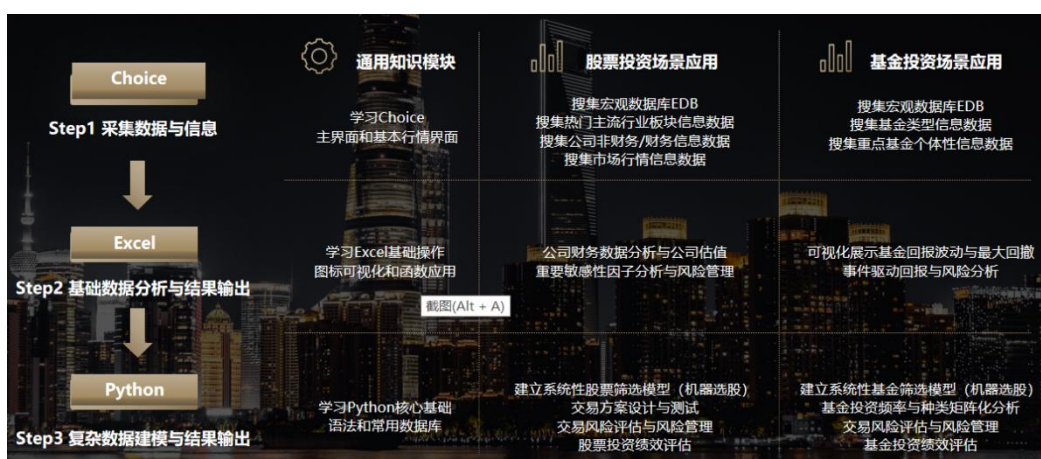 通用知识模块
股票投资场景应用
基金投资场景应用
Choice
Step1 采集数据与信息
学习Choice
主界面和基本行情界面
搜集宏观数据库EDB
搜集热门主流行业板块信息数据
搜集公司非财务/财务信息数据
搜集市场行情信息数据
搜集宏观数据库EDB
搜集基金类型信息数据
搜集重点基金个体性信息数据
Excel
Step2 基础数据分析与结果输出
学习Excel基础操作
图标可视化和函数应用
公司财务数据分析与公司估值
重要敏感性因子分析与风险管理
可视化展示基金回报波动与最大回撤
事件驱动回报与风险分析
截图(Alt + A)
Python
Step3 复杂数据建模与结果输出
学习Python核心基础
语法和常用数据库
建立系统性股票筛选模型（机器选股）
交易方案设计与测试
交易风险评估与风险管理
股票投资绩效评估
建立系统性基金筛选模型（机器选股）
基金投资频率与种类矩阵化分析
交易风险评估与风险管理
基金投资绩效评估